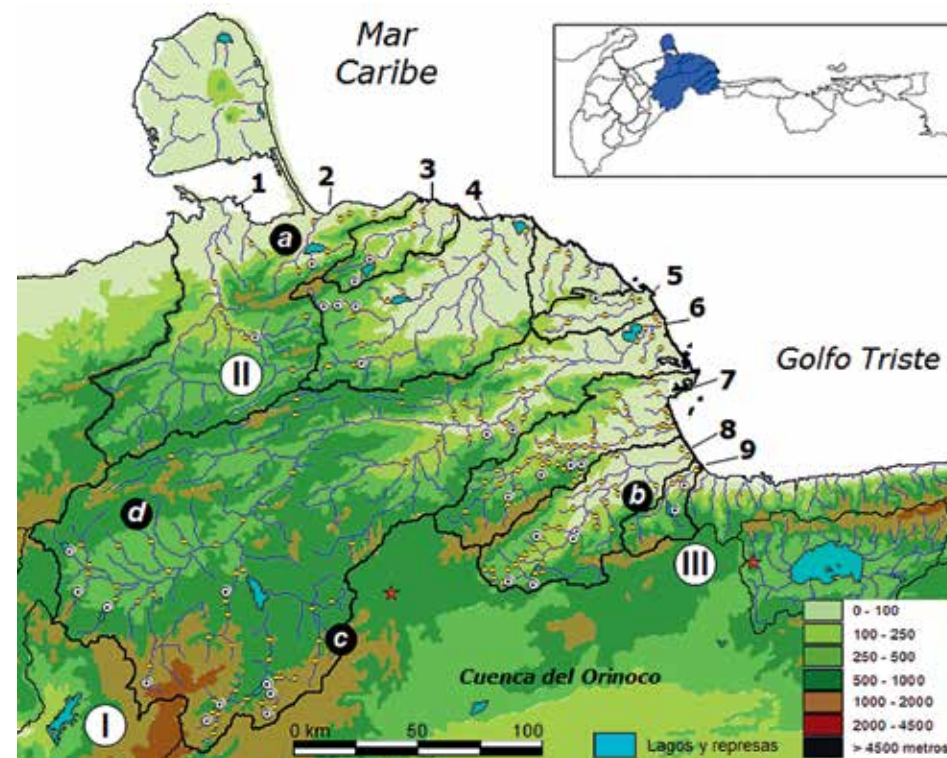 Mar
Caribe
1
2
3
4
a
5
6
Golfo Triste
II
7
8
9
b
d
III
c
Cuenca del Orinoco
I
0 km
50
100
Lagos y represas
0 - 100
100 - 250
250 - 500
500 - 1000
1000 - 2000
2000 - 4500
> 4500 metros